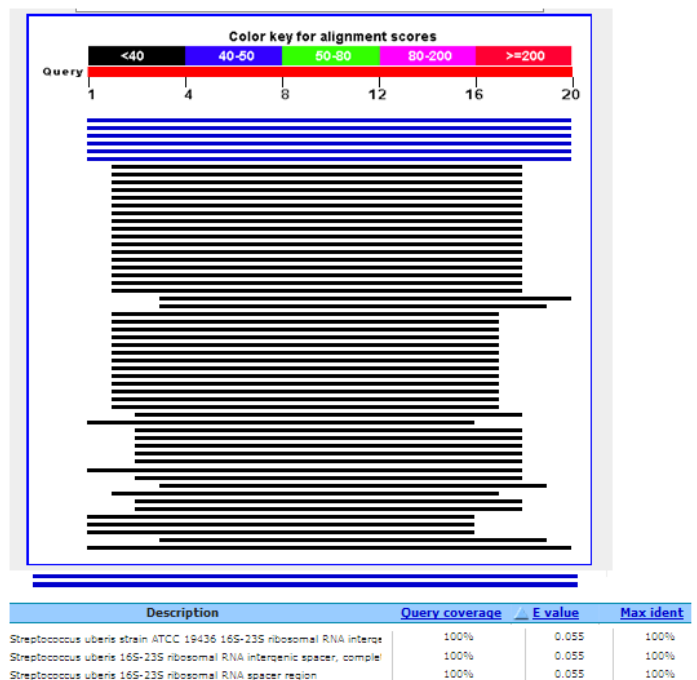 Color key for alignment scores
<40 40-50 50-80 80-200 >=200
Query
1 4 8 12 16 20
Description Query coverage E value Max ident
Streptococcus uberis strain ATCC 19436 16S-23S ribosomal RNA interge 100% 0.055 100%
Streptococcus uberis 16S-23S ribosomal RNA intergenic spacer, comple 100% 0.055 100%
Streptococcus uberis 16S-23S ribosomal RNA spacer region 100% 0.055 100%